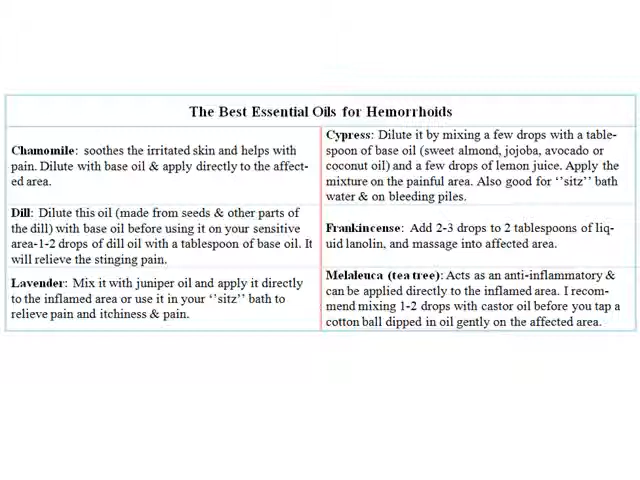 The Best Essential Oils for Hemorrhoids
Chamomile: soothes the irritated skin and helps with
pain. Dilute with base oil & apply directly to the affect-
ed area.
Dill: Dilute this oil (made from seeds & other parts of
the dill) with base oil before using it on your sensitive
area-1-2 drops of dill oil with a tablespoon of base oil. It
will relieve the stinging pain.
Lavender: Mix it with juniper oil and apply it directly
to the inflamed area or use it in your ‘’sitz’’ bath to
relieve pain and itchiness & pain.
Cypress: Dilute it by mixing a few drops with a table-
spoon of base oil (sweet almond, jojoba, avocado or
coconut oil) and a few drops of lemon juice. Apply the
mixture on the painful area. Also good for ‘’sitz’’ bath
water & on bleeding piles.
Frankincense: Add 2-3 drops to 2 tablespoons of liq-
uid lanolin, and massage into affected area.
Melaleuca (tea tree): Acts as an anti-inflammatory &
can be applied directly to the inflamed area. I recom-
mend mixing 1-2 drops with castor oil before you tap a
cotton ball dipped in oil gently on the affected area.